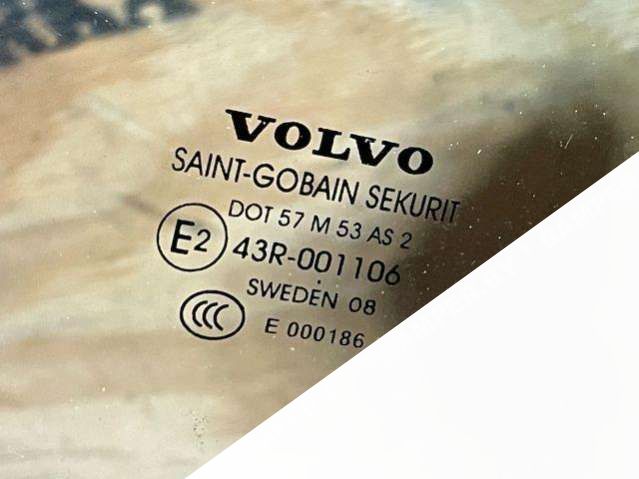 VOLVO
SAINT-GOBAIN SEKURIT
DOT 57 M 53 AS 2
E2 43R-001106
SWEDEN 08
CCC E 000186